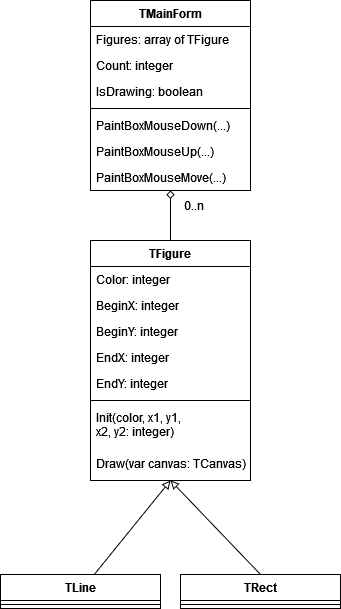 TMainForm
Figures: array of TFigure
Count: integer
IsDrawing: boolean
PaintBoxMouseDown(...)
PaintBoxMouseUp(...)
PaintBoxMouseMove(...)
0..n
TFigure
Color: integer
BeginX: integer
BeginY: integer
EndX: integer
EndY: integer
Init(color, x1, y1,
x2, y2: integer)
Draw(var canvas: TCanvas)
TLine
TRect